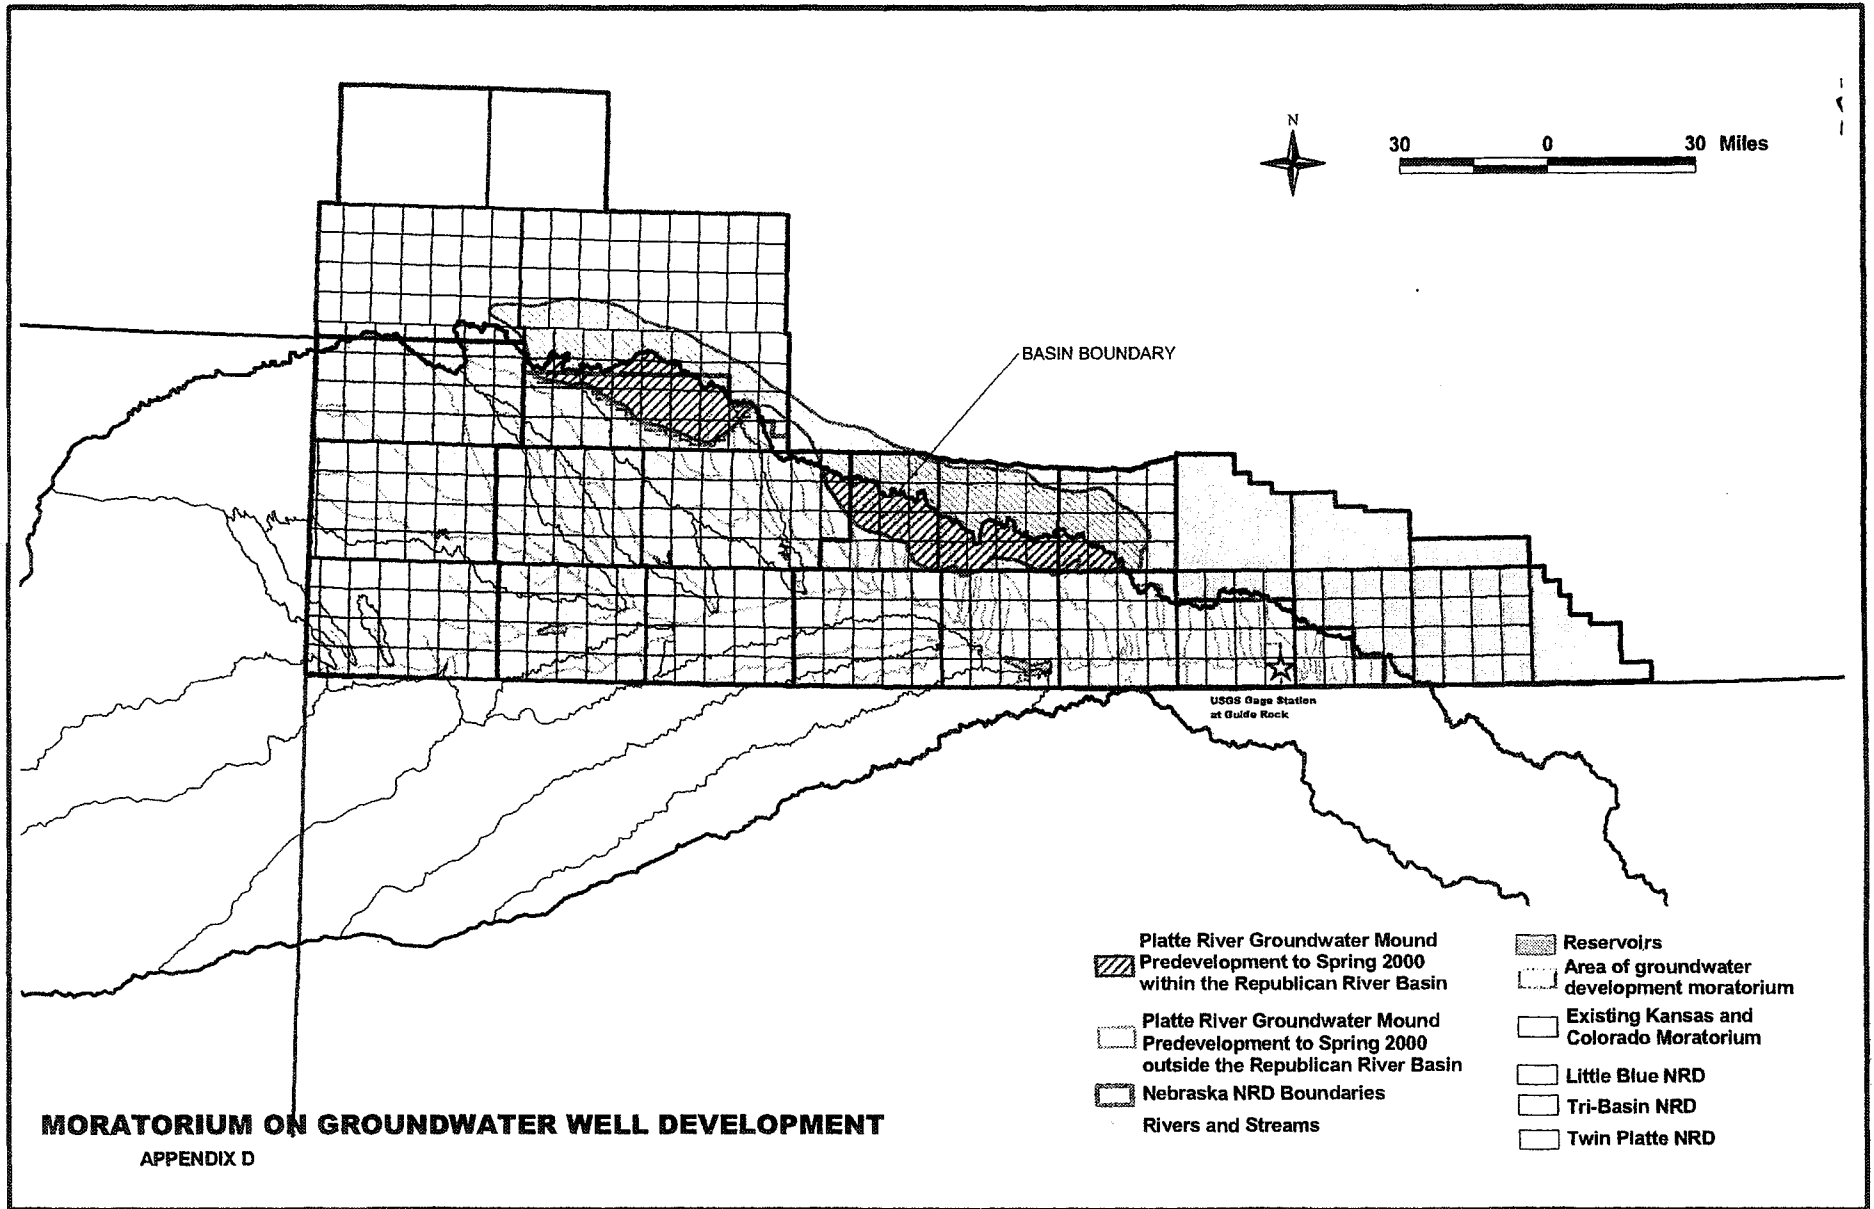 N
30 0 30 Miles
BASIN BOUNDARY
USGS Gage Station
at Guide Rock
Platte River Groundwater Mound
Predevelopment to Spring 2000
within the Republican River Basin
Platte River Groundwater Mound
Predevelopment to Spring 2000
outside the Republican River Basin
Nebraska NRD Boundaries
Rivers and Streams
Reservoirs
Area of groundwater
development moratorium
Existing Kansas and
Colorado Moratorium
Little Blue NRD
Tri-Basin NRD
Twin Platte NRD
MORATORIUM ON GROUNDWATER WELL DEVELOPMENT
APPENDIX D